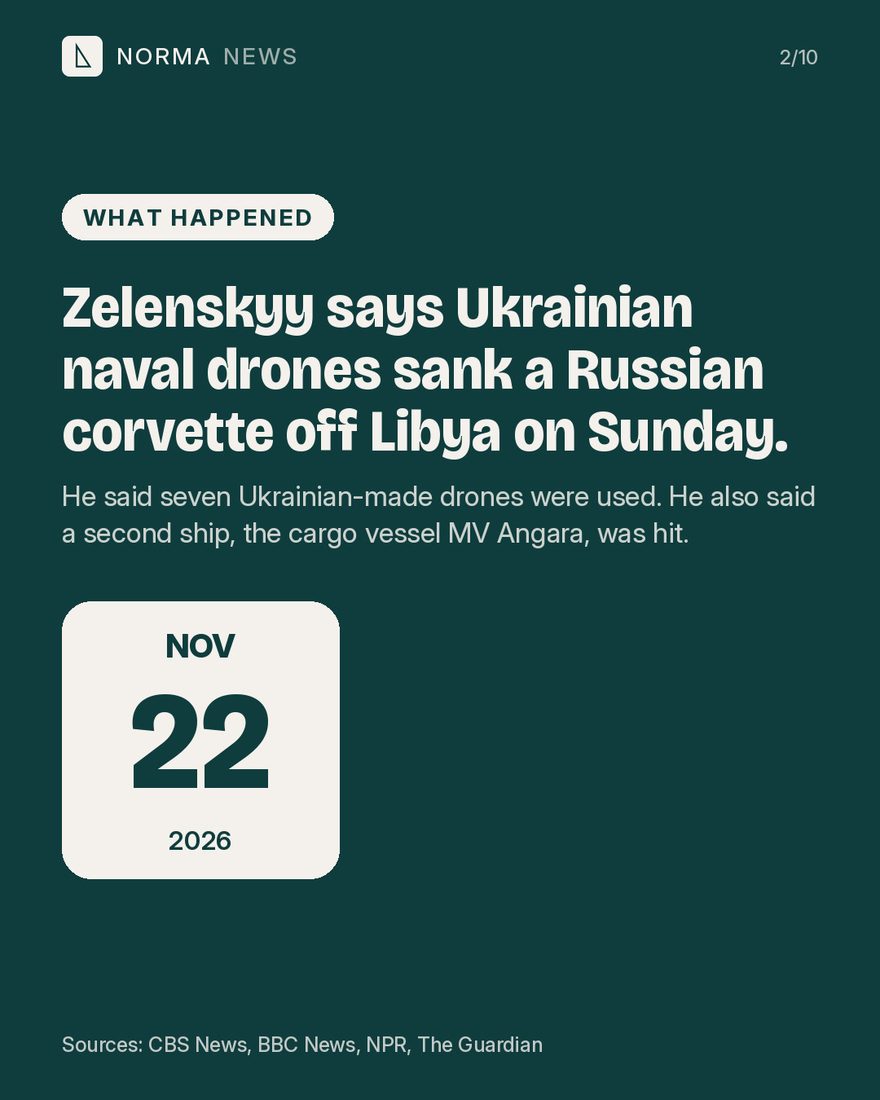 NORMA NEWS
2/10
WHAT HAPPENED
Zelenskyy says Ukrainian
naval drones sank a Russian
corvette off Libya on Sunday.
He said seven Ukrainian-made drones were used. He also said
a second ship, the cargo vessel MV Angara, was hit.
NOV
22
2026
Sources: CBS News, BBC News, NPR, The Guardian